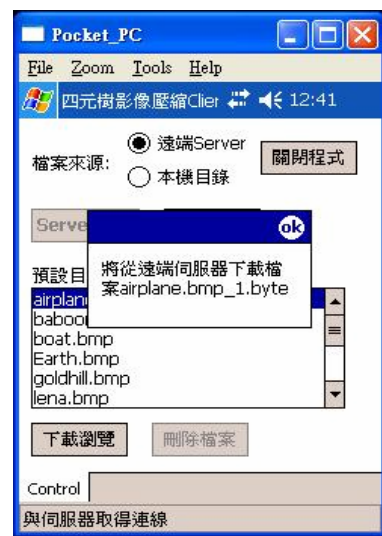 Pocket_PC
File Zoom Tools Help
四元樹影像壓縮Clier 12:41
檔案來源:
遠端Server
本機目錄
關閉程式
Serve
ok
將從遠端伺服器下載檔
案airplane.bmp_1.byte
預設目
airplan
baboo
boat.bmp
Earth.bmp
goldhill.bmp
lena.bmp
下載瀏覽
刪除檔案
Control
與伺服器取得連線